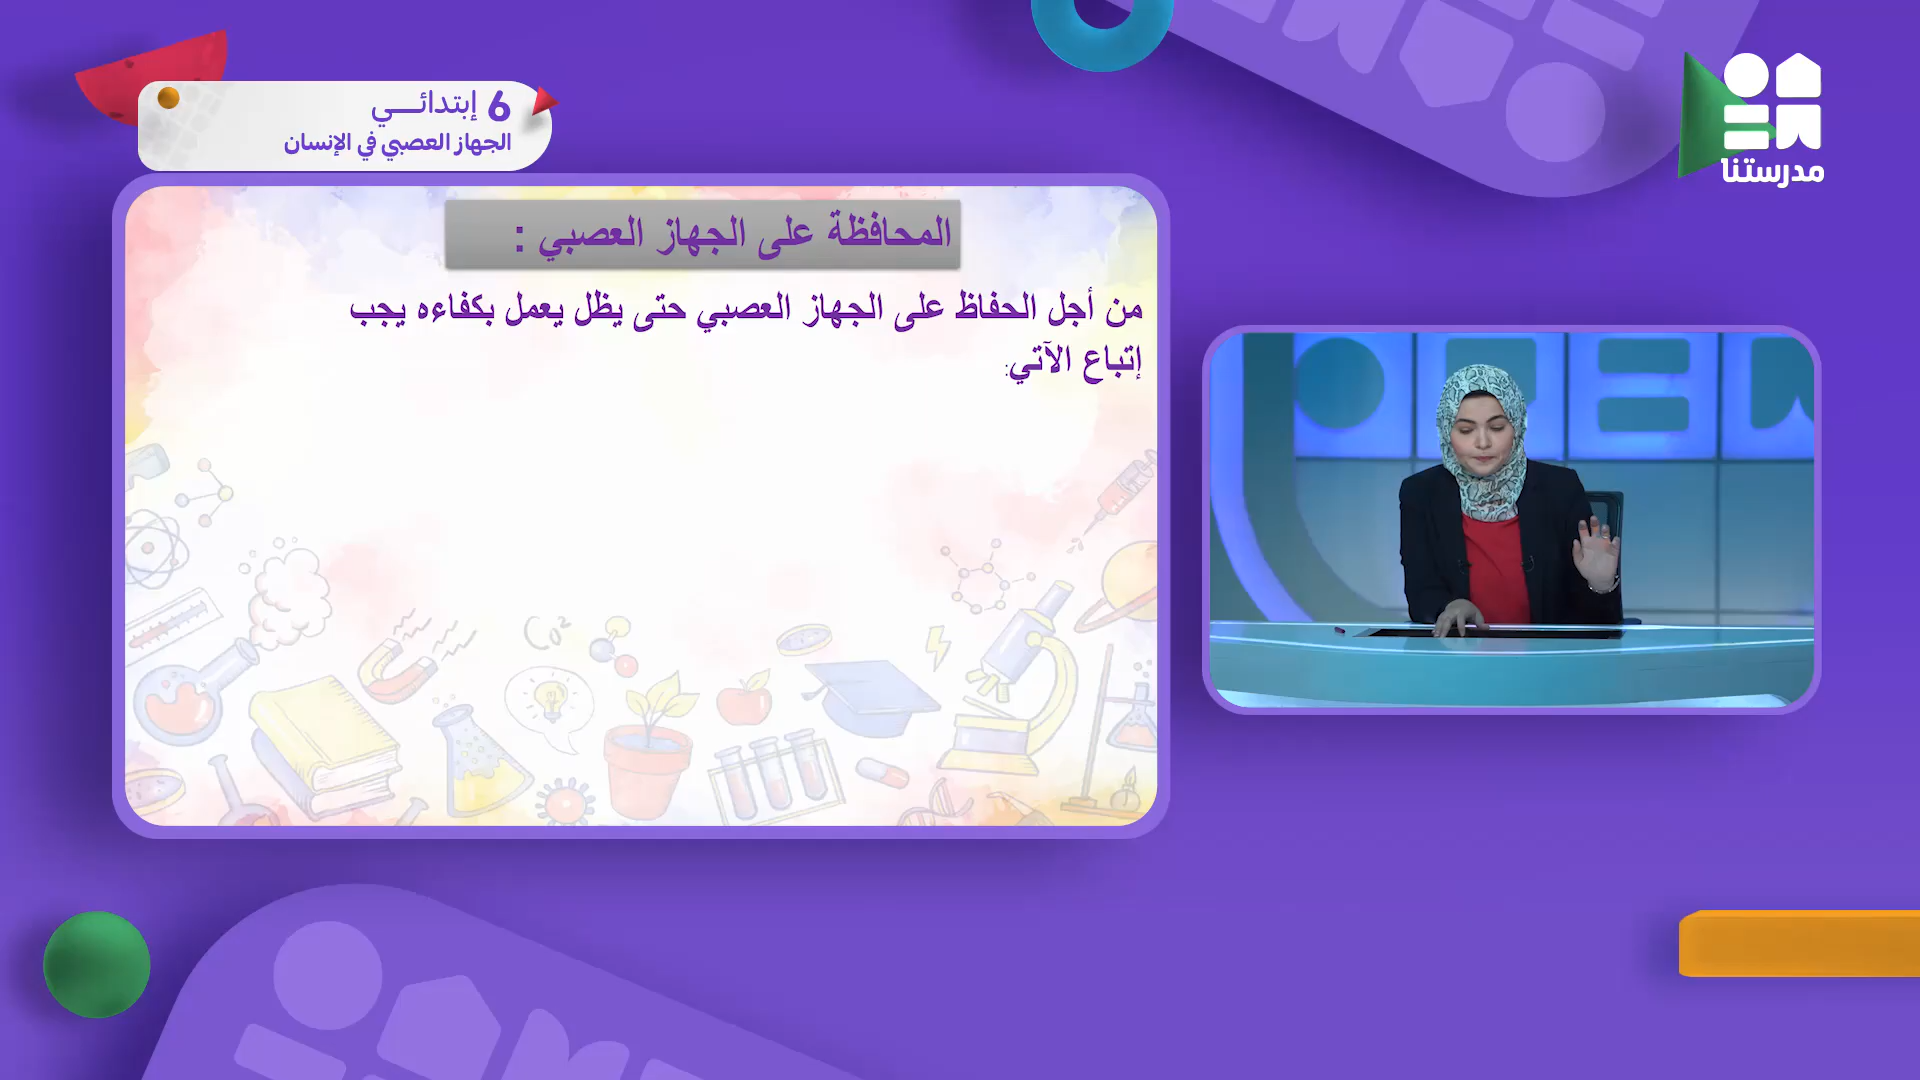 6 إبتدائـــي
الجهاز العصبي في الإنسان
مدرستنا
المحافظة على الجهاز العصبي :
من أجل الحفاظ على الجهاز العصبي حتى يظل يعمل بكفاءه يجب
إتباع الآتي:
Co²